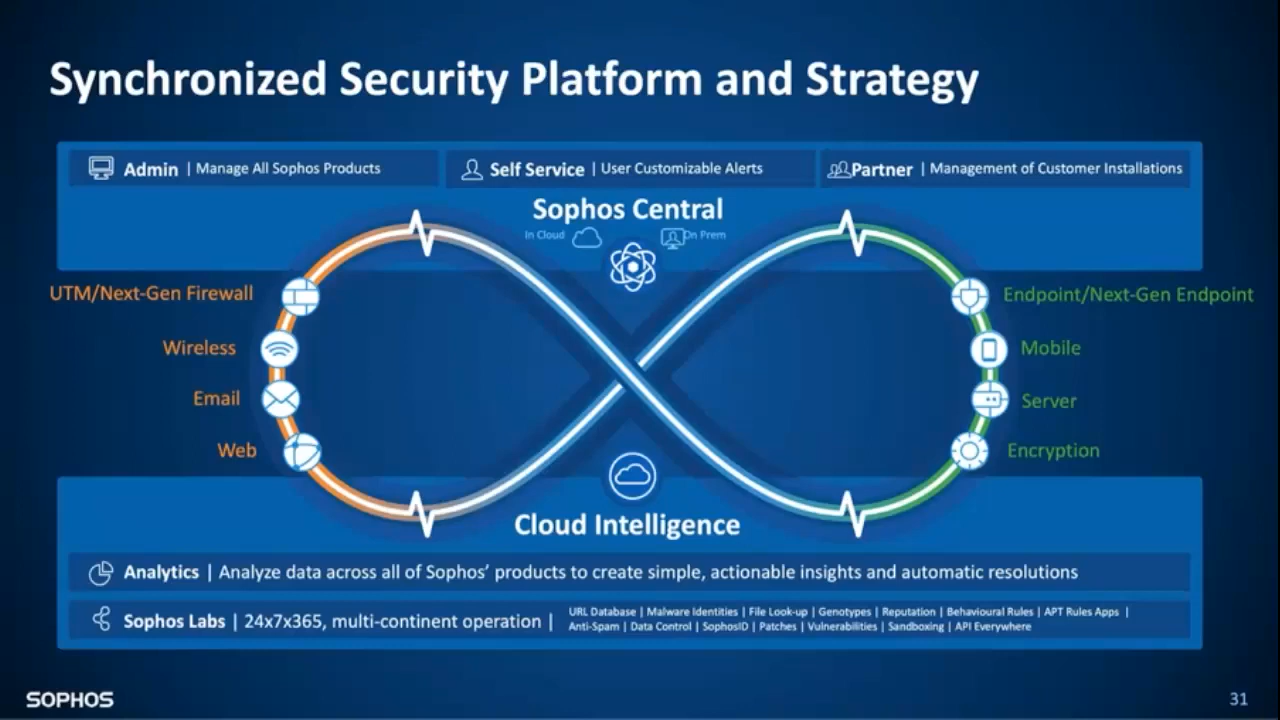 Synchronized Security Platform and Strategy
Admin | Manage All Sophos Products
Self Service | User Customizable Alerts
Partner | Management of Customer Installations
Sophos Central
In Cloud
On Prem
UTM/Next-Gen Firewall
Wireless
Email
Web
Endpoint/Next-Gen Endpoint
Mobile
Server
Encryption
Cloud Intelligence
Analytics | Analyze data across all of Sophos' products to create simple, actionable insights and automatic resolutions
Sophos Labs | 24x7x365, multi-continent operation |
URL Database | Malware Identities | File Look-up | Genotypes | Reputation | Behavioural Rules | APT Rules Apps |
Anti-Spam | Data Control | SophosID | Patches | Vulnerabilities | Sandboxing | API Everywhere
SOPHOS
31